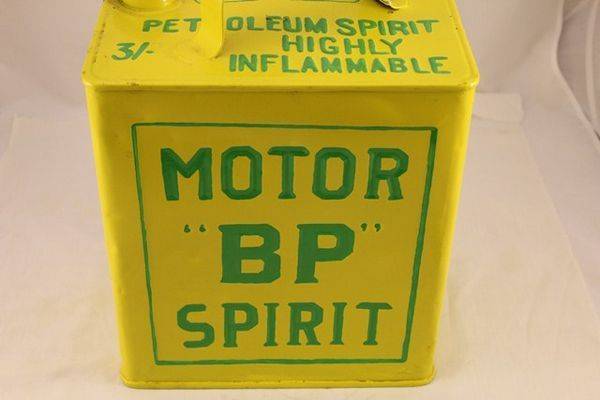 PETROLEUM SPIRIT
3/- HIGHLY
INFLAMMABLE
MOTOR
"BP"
SPIRIT